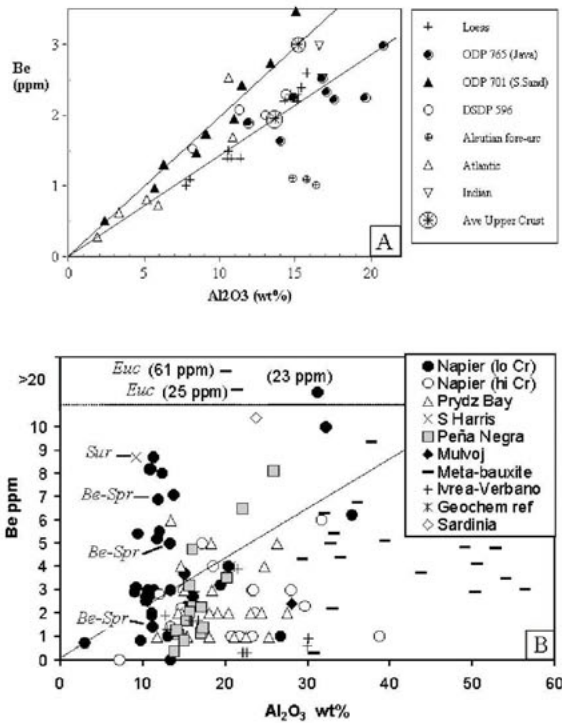 Be
(ppm)
3
2
1
0
0
5
10
15
20
Al2O3 (wt%)
A
Loess
ODP 765 (Java)
ODP 701 (S.Sand)
DSDP 596
Aleutian fore-arc
Atlantic
Indian
Ave Upper Crust
Euc (61 ppm)
Euc (25 ppm)
(23 ppm)
>20
10
9
8
7
6
5
4
3
2
1
0
Be ppm
Sur
Be-Spr
Be-Spr
Be-Spr
Napier (lo Cr)
Napier (hi Cr)
Prydz Bay
S Harris
Peña Negra
Mulvoj
Meta-bauxite
Ivrea-Verbano
Geochem ref
Sardinia
B
0
10
20
30
40
50
60
Al₂O₃ wt%